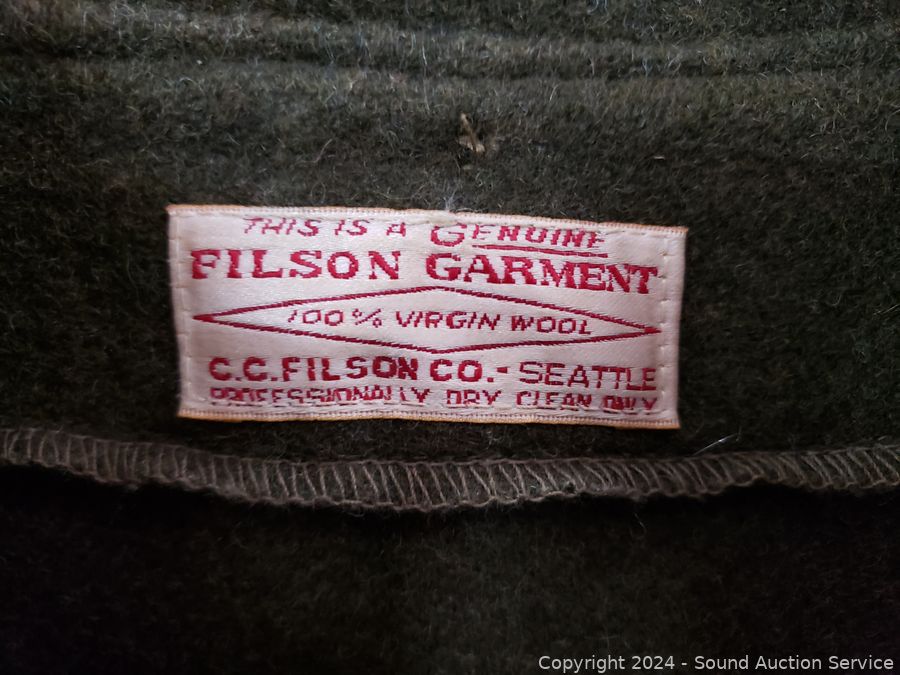 THIS IS A GENUINE
FILSON GARMENT
100% VIRGIN WOOL
C.C. FILSON CO. - SEATTLE
PROFESSIONALLY DRY CLEAN ONLY
Copyright 2024 - Sound Auction Service